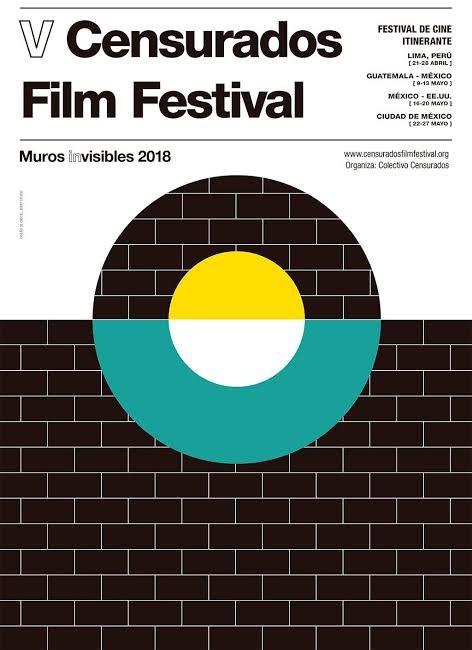 V Censurados
Film Festival
FESTIVAL DE CINE
ITINERANTE
LIMA, PERÚ
[ 21-28 ABRIL ]
GUATEMALA - MÉXICO
[ 9-13 MAYO ]
MÉXICO - EE.UU.
[ 16-20 MAYO ]
CIUDAD DE MÉXICO
[ 22-27 MAYO ]
Muros invisibles 2018
www.censuradosfilmfestival.org
Organiza: Colectivo Censurados